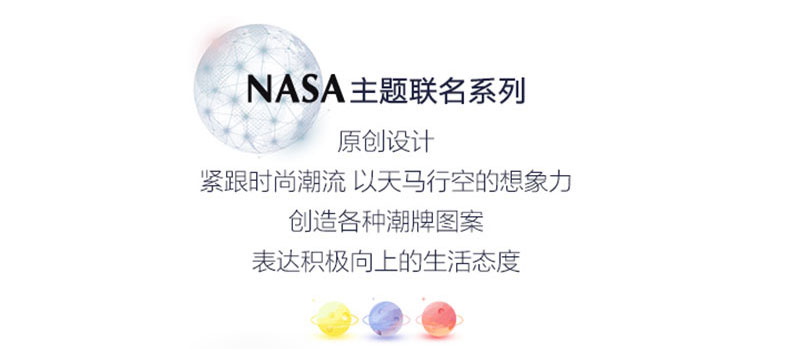 NASA主题联名系列
原创设计
紧跟时尚潮流 以天马行空的想象力
创造各种潮牌图案
表达积极向上的生活态度